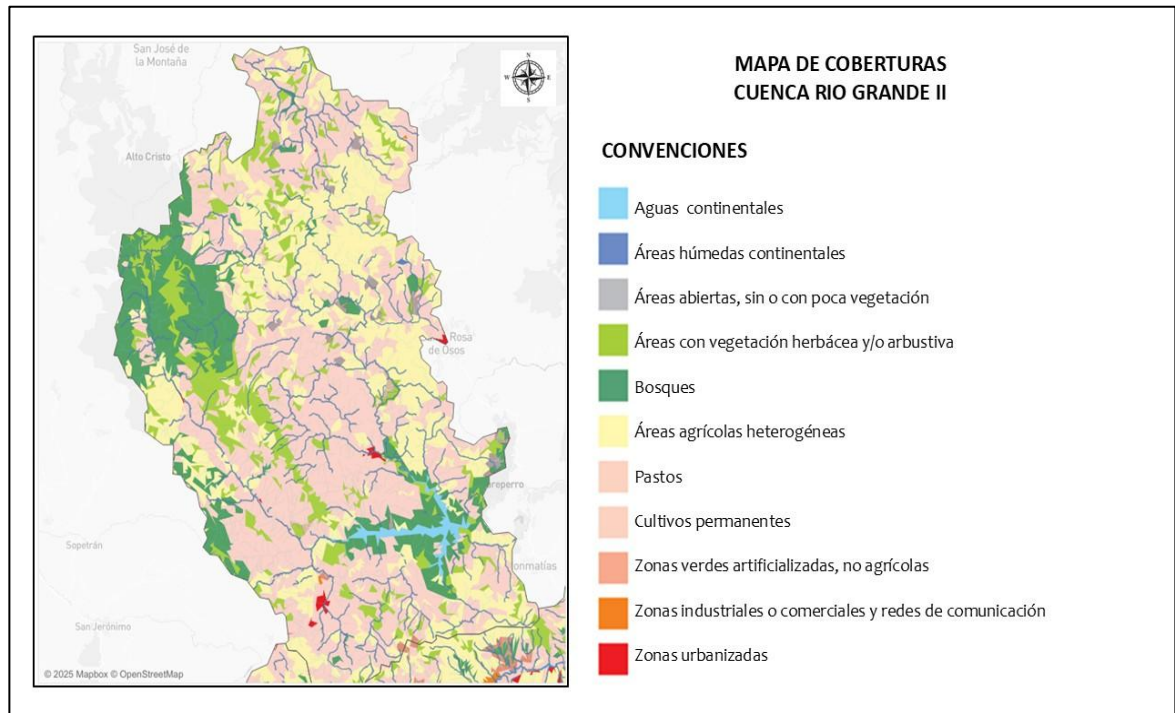 San José de
la Montaña
N
W E
S
Alto Cristo
Rosa
de Osos
reperro
onmatías
Sopetrán
San Jerónimo
© 2025 Mapbox © OpenStreetMap
MAPA DE COBERTURAS
CUENCA RIO GRANDE II
CONVENCIONES
Aguas continentales
Áreas húmedas continentales
Áreas abiertas, sin o con poca vegetación
Áreas con vegetación herbácea y/o arbustiva
Bosques
Áreas agrícolas heterogéneas
Pastos
Cultivos permanentes
Zonas verdes artificializadas, no agrícolas
Zonas industriales o comerciales y redes de comunicación
Zonas urbanizadas